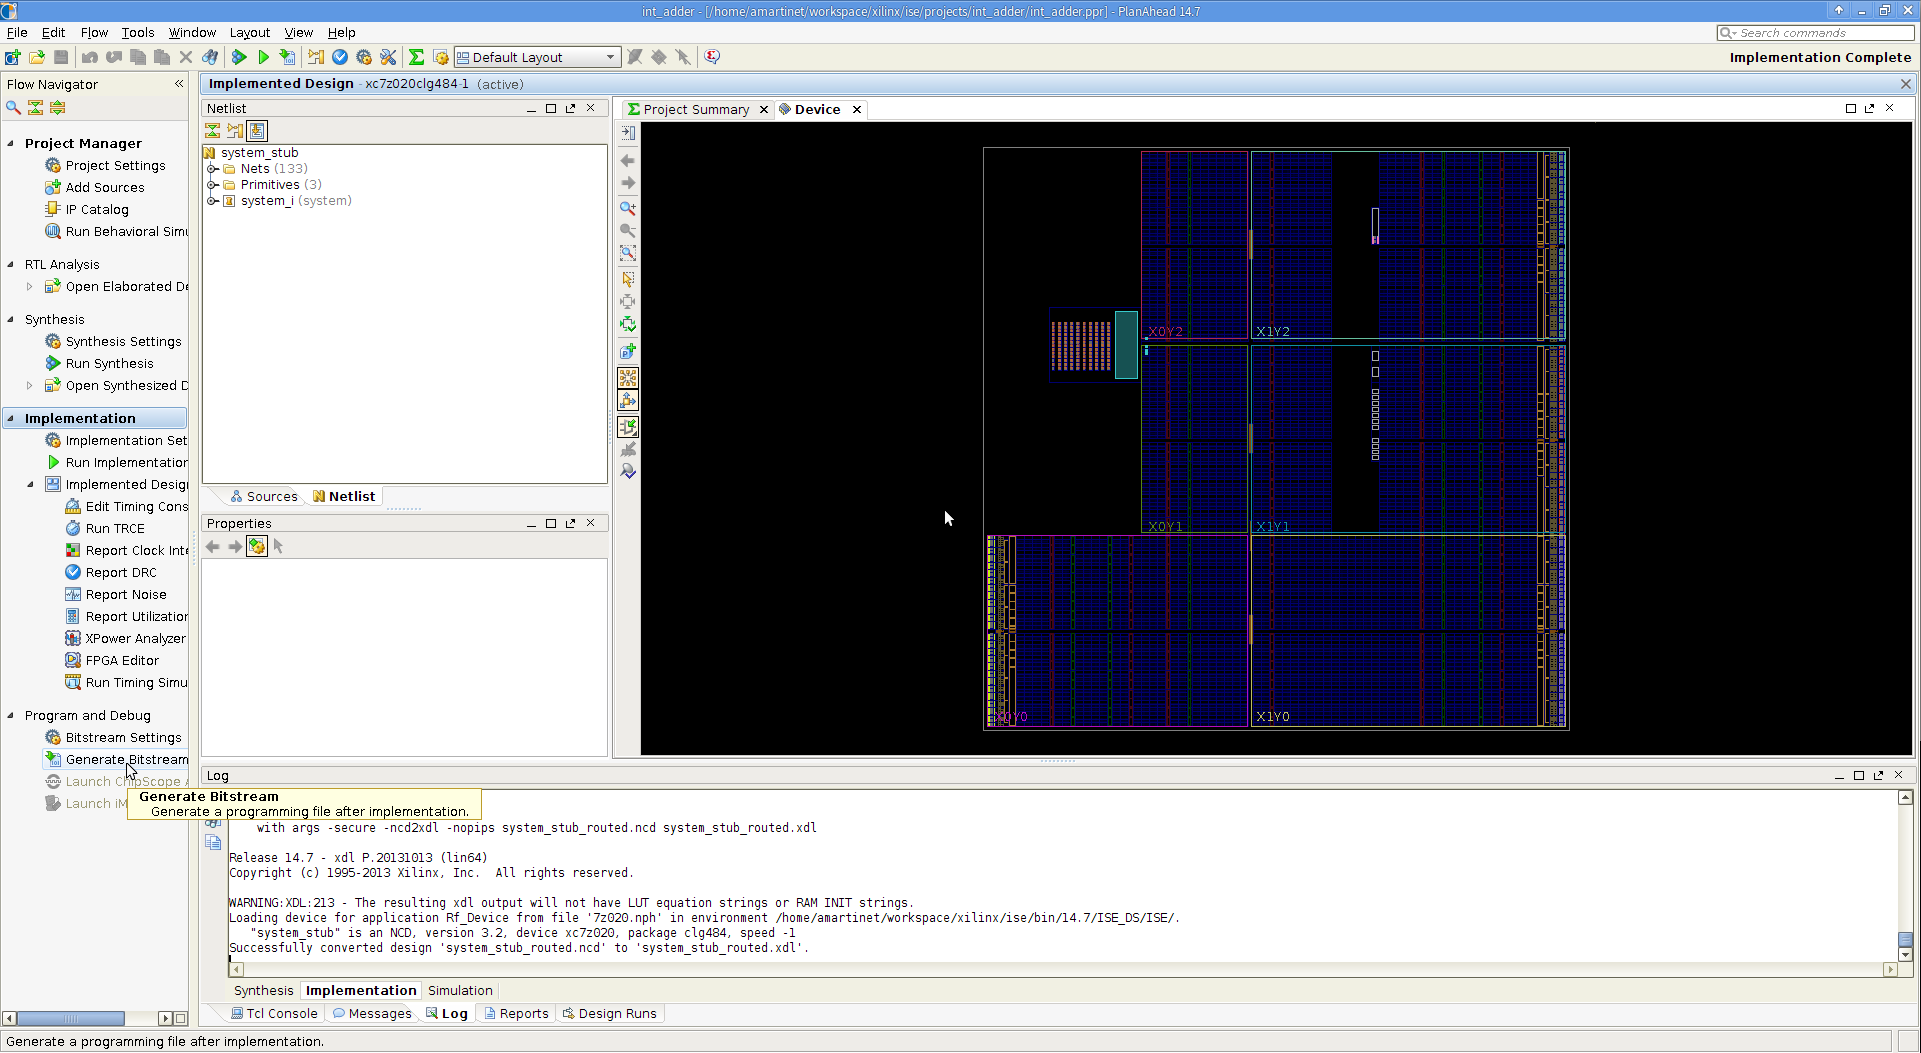 int_adder - [/home/amartinet/workspace/xilinx/ise/projects/int_adder/int_adder.ppr] - PlanAhead 14.7
File Edit Flow Tools Window Layout View Help
Search commands
Default Layout
Implementation Complete
Flow Navigator
Project Manager
Project Settings
Add Sources
IP Catalog
Run Behavioral Simu
RTL Analysis
Open Elaborated De
Synthesis
Synthesis Settings
Run Synthesis
Open Synthesized D
Implementation
Implementation Set
Run Implementation
Implemented Design
Edit Timing Cons
Run TRCE
Report Clock Inte
Report DRC
Report Noise
Report Utilization
XPower Analyzer
FPGA Editor
Run Timing Simu
Program and Debug
Bitstream Settings
Generate Bitstream
Launch ChipScope A
Launch iM
Generate Bitstream
Generate a programming file after implementation.
Implemented Design - xc7z020clg484-1 (active)
Netlist
system_stub
Nets (133)
Primitives (3)
system_i (system)
Sources Netlist
Properties
Project Summary Device
X0Y2 X1Y2
X0Y1 X1Y1
X0Y0 X1Y0
Log
with args -secure -ncd2xdl -nopips system_stub_routed.ncd system_stub_routed.xdl
Release 14.7 - xdl P.20131013 (lin64)
Copyright (c) 1995-2013 Xilinx, Inc.  All rights reserved.
WARNING:XDL:213 - The resulting xdl output will not have LUT equation strings or RAM INIT strings.
Loading device for application Rf_Device from file '7z020.nph' in environment /home/amartinet/workspace/xilinx/ise/bin/14.7/ISE_DS/ISE/.
"system_stub" is an NCD, version 3.2, device xc7z020, package clg484, speed -1
Successfully converted design 'system_stub_routed.ncd' to 'system_stub_routed.xdl'.
Synthesis Implementation Simulation
Tcl Console Messages Log Reports Design Runs
Generate a programming file after implementation.